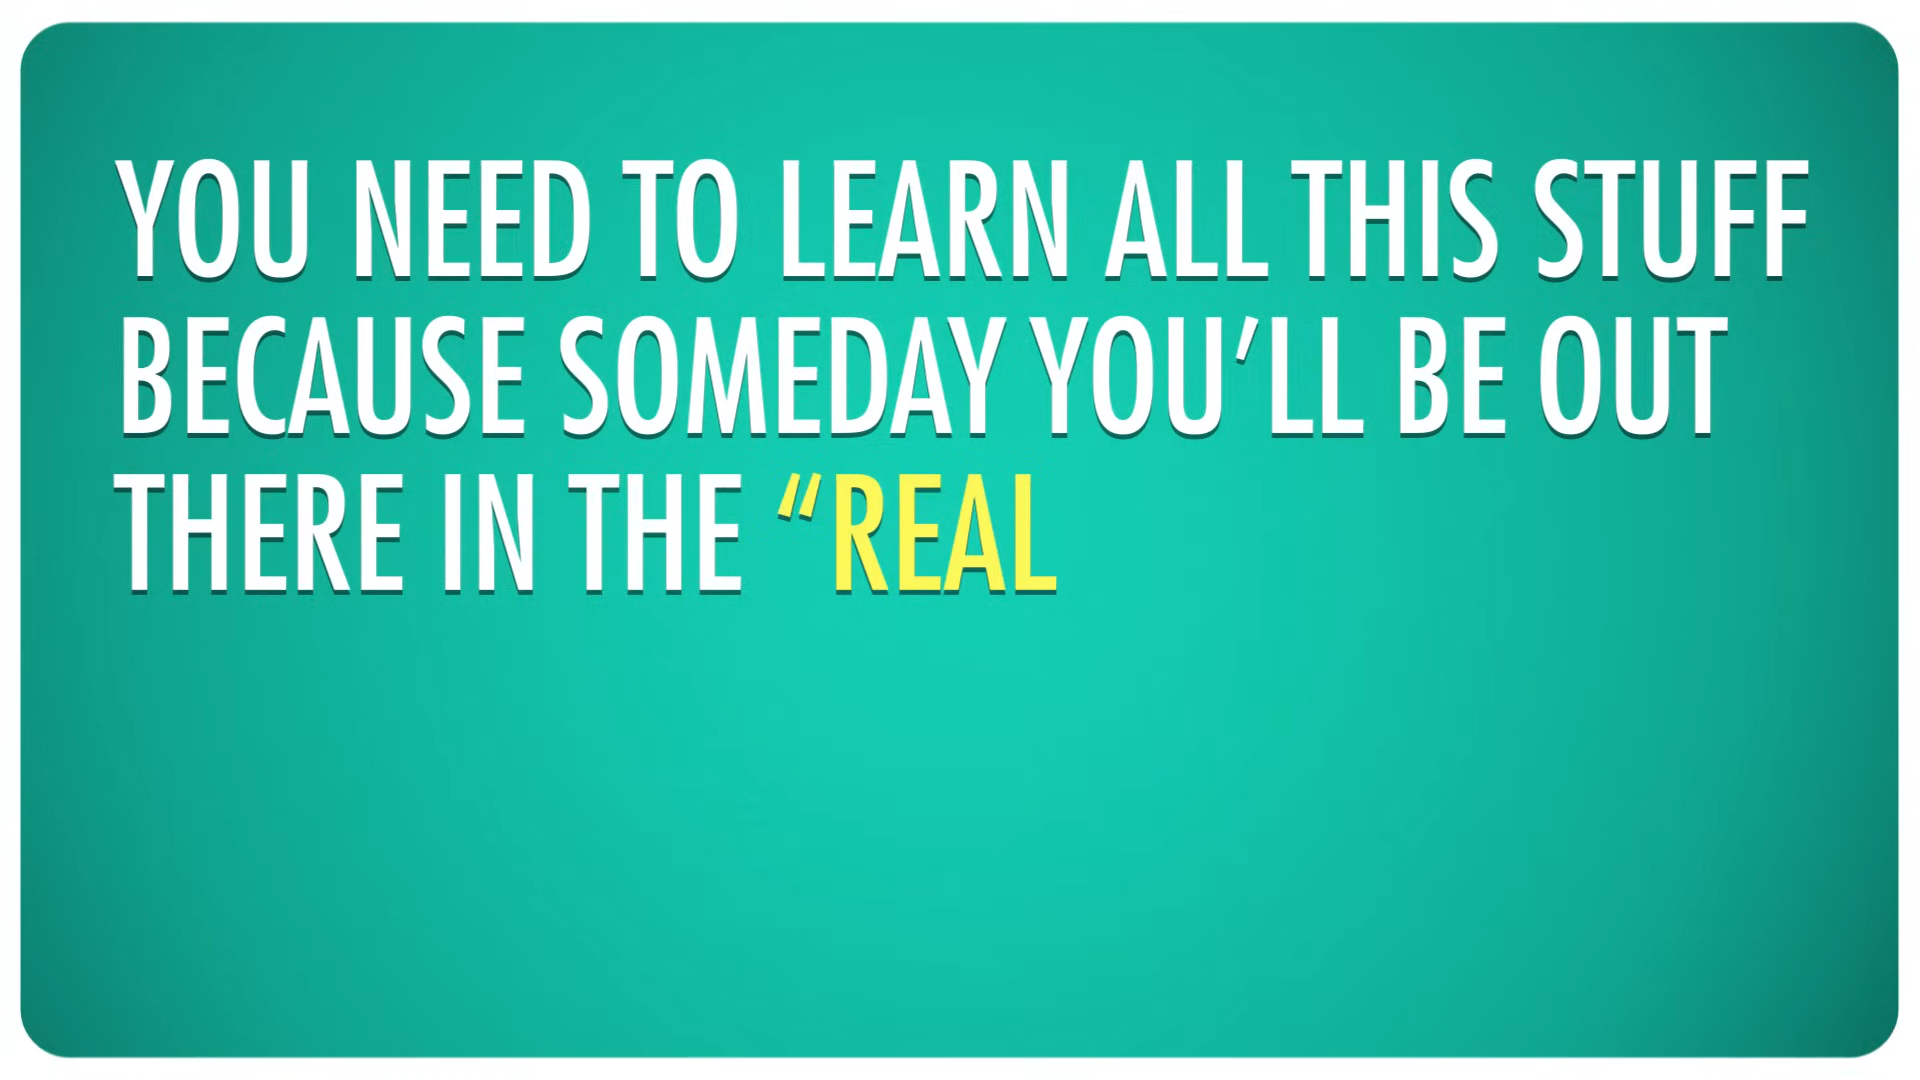 YOU NEED TO LEARN ALL THIS STUFF
BECAUSE SOMEDAY YOU’LL BE OUT
THERE IN THE “REAL